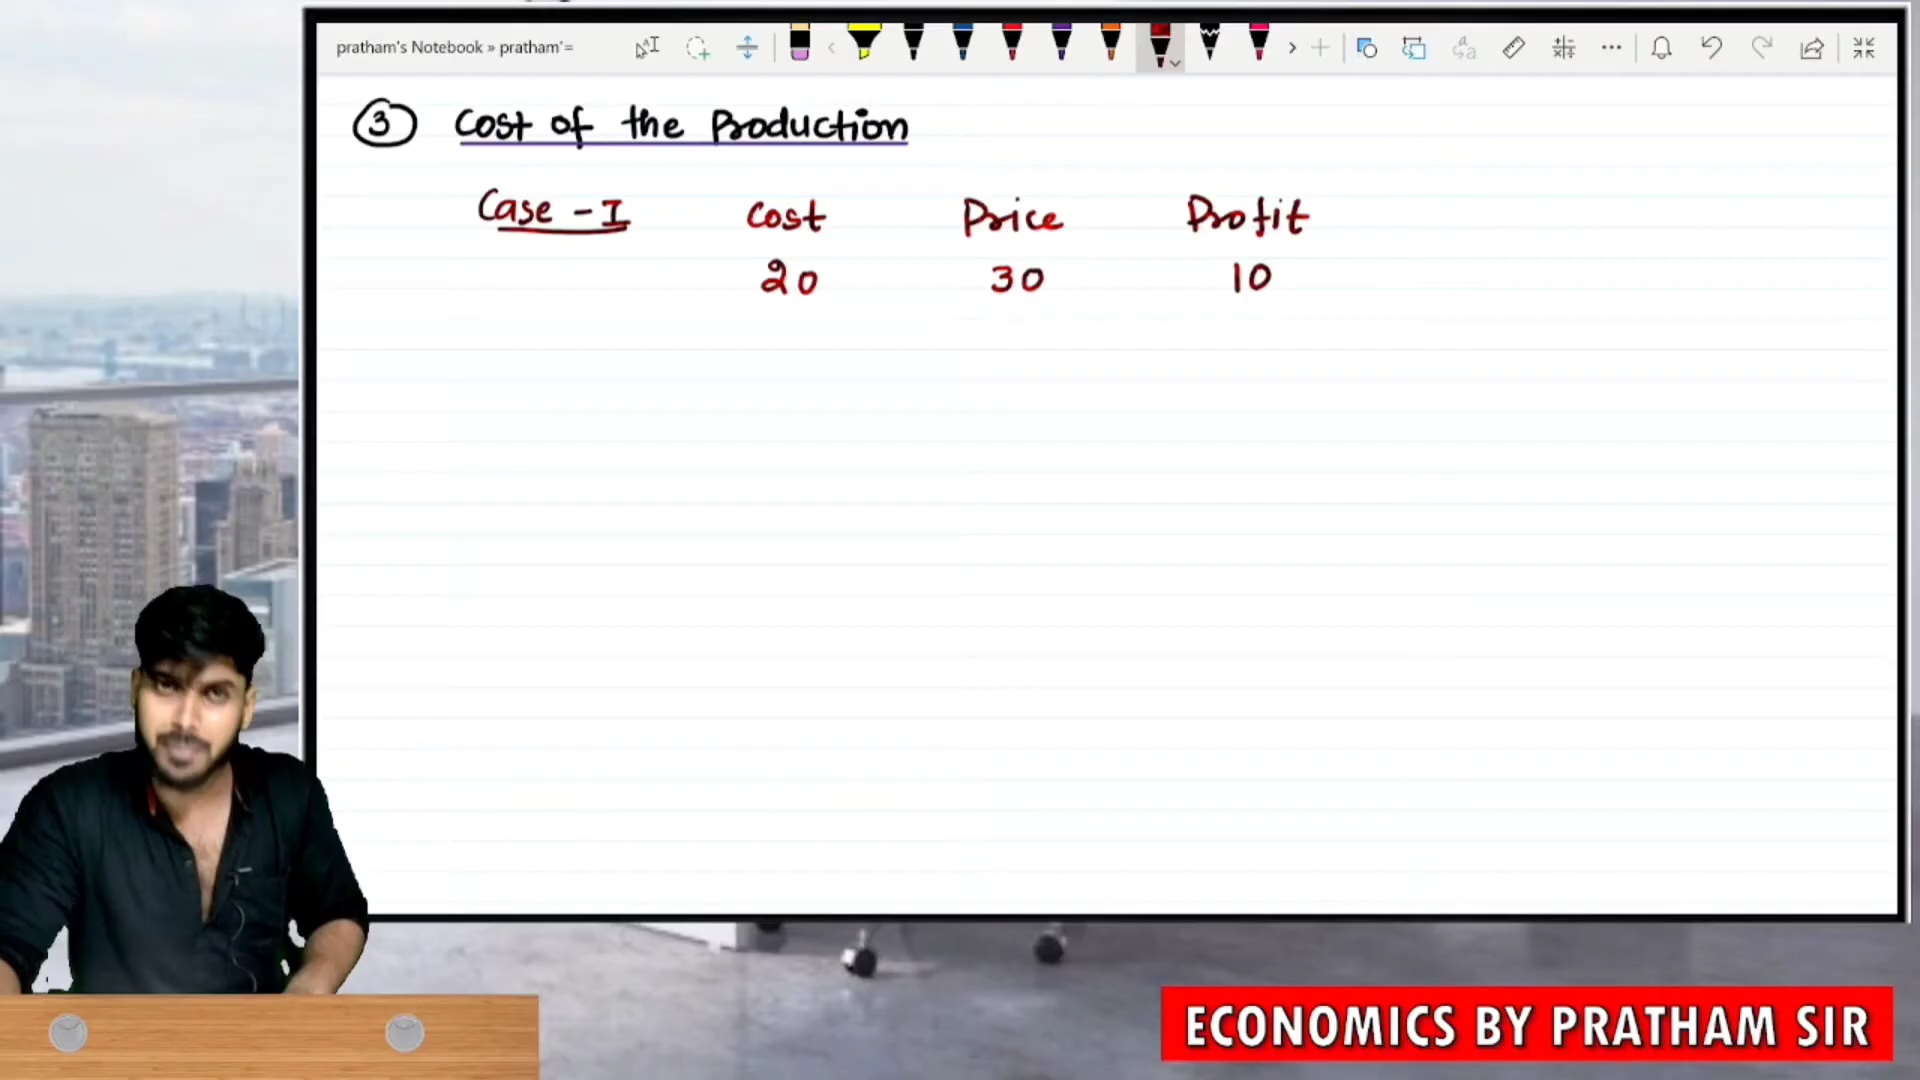 pratham's Notebook » pratham'=
③ Cost of the Production
Case - I Cost Price Profit
20 30 10
ECONOMICS BY PRATHAM SIR